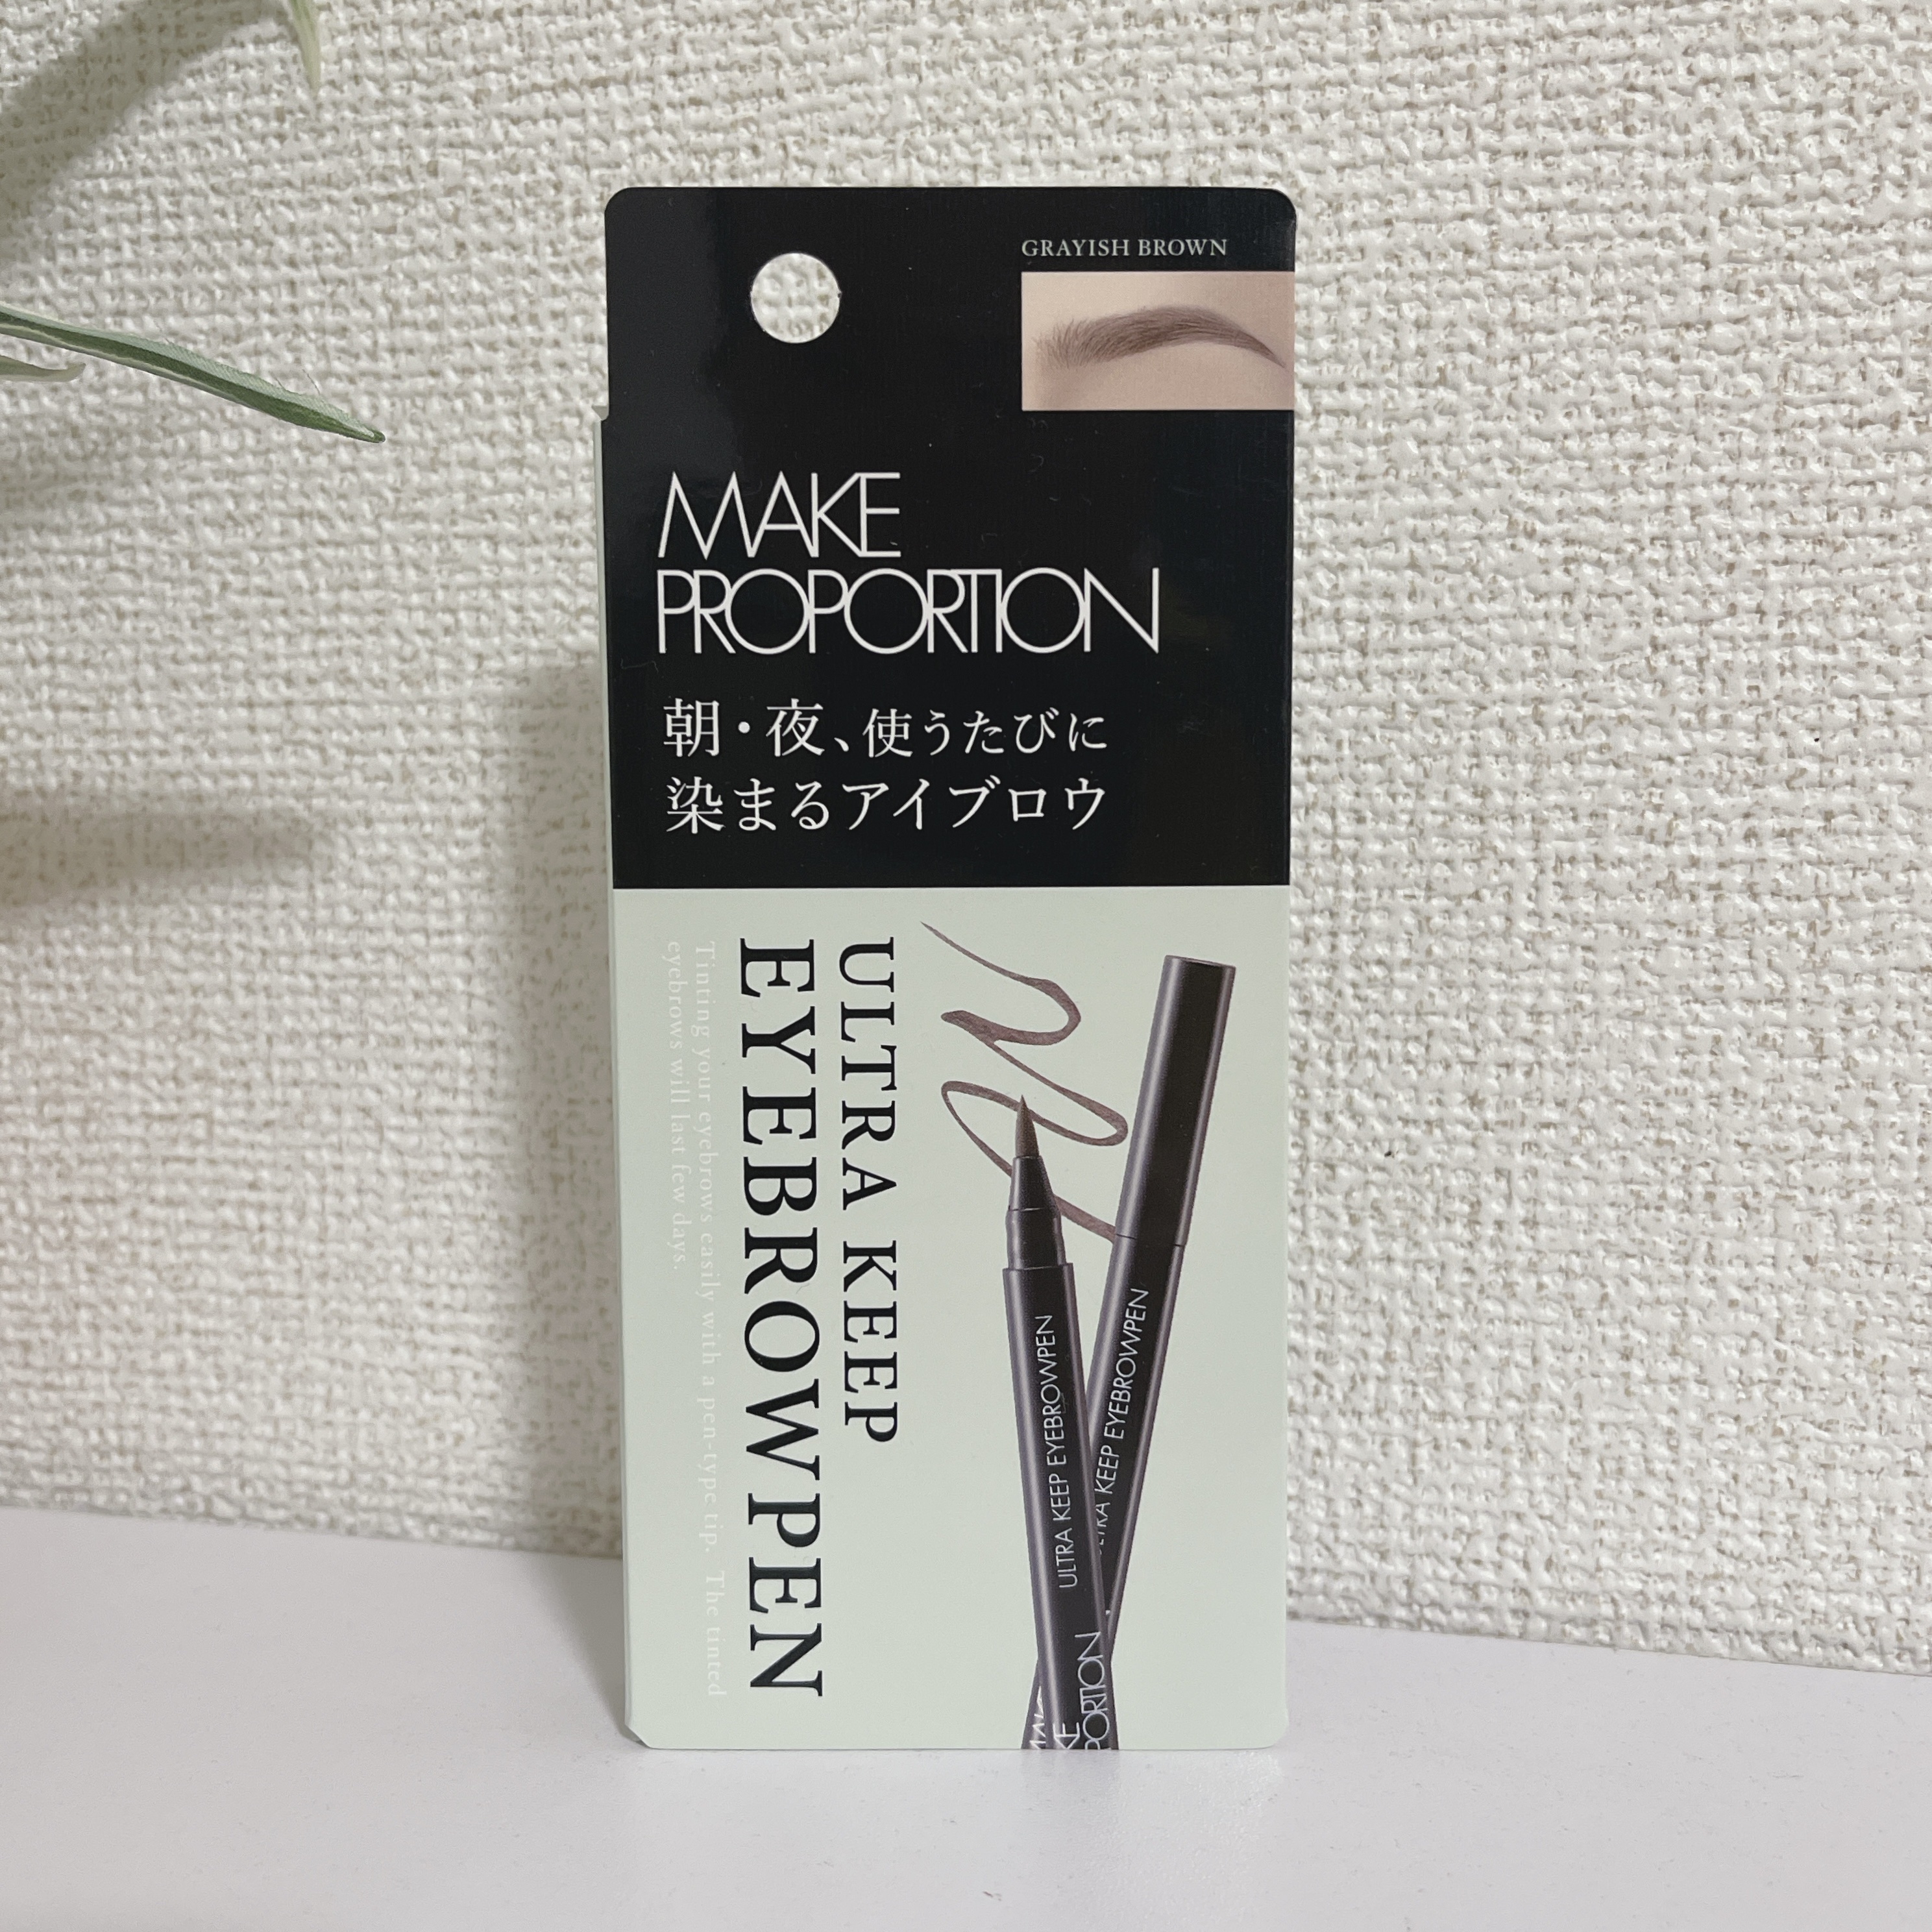 GRAYISH BROWN
MAKE
PROPORTION
朝・夜、使うたびに
染まるアイブロウ
ULTRA KEEP
EYEBROW PEN
Tinting your eyebrows easily with a pen-type tip. The tinted
eyebrows will last few days.
ULTRA KEEP EYEBROWPEN
ULTRA KEEP EYEBROWPEN